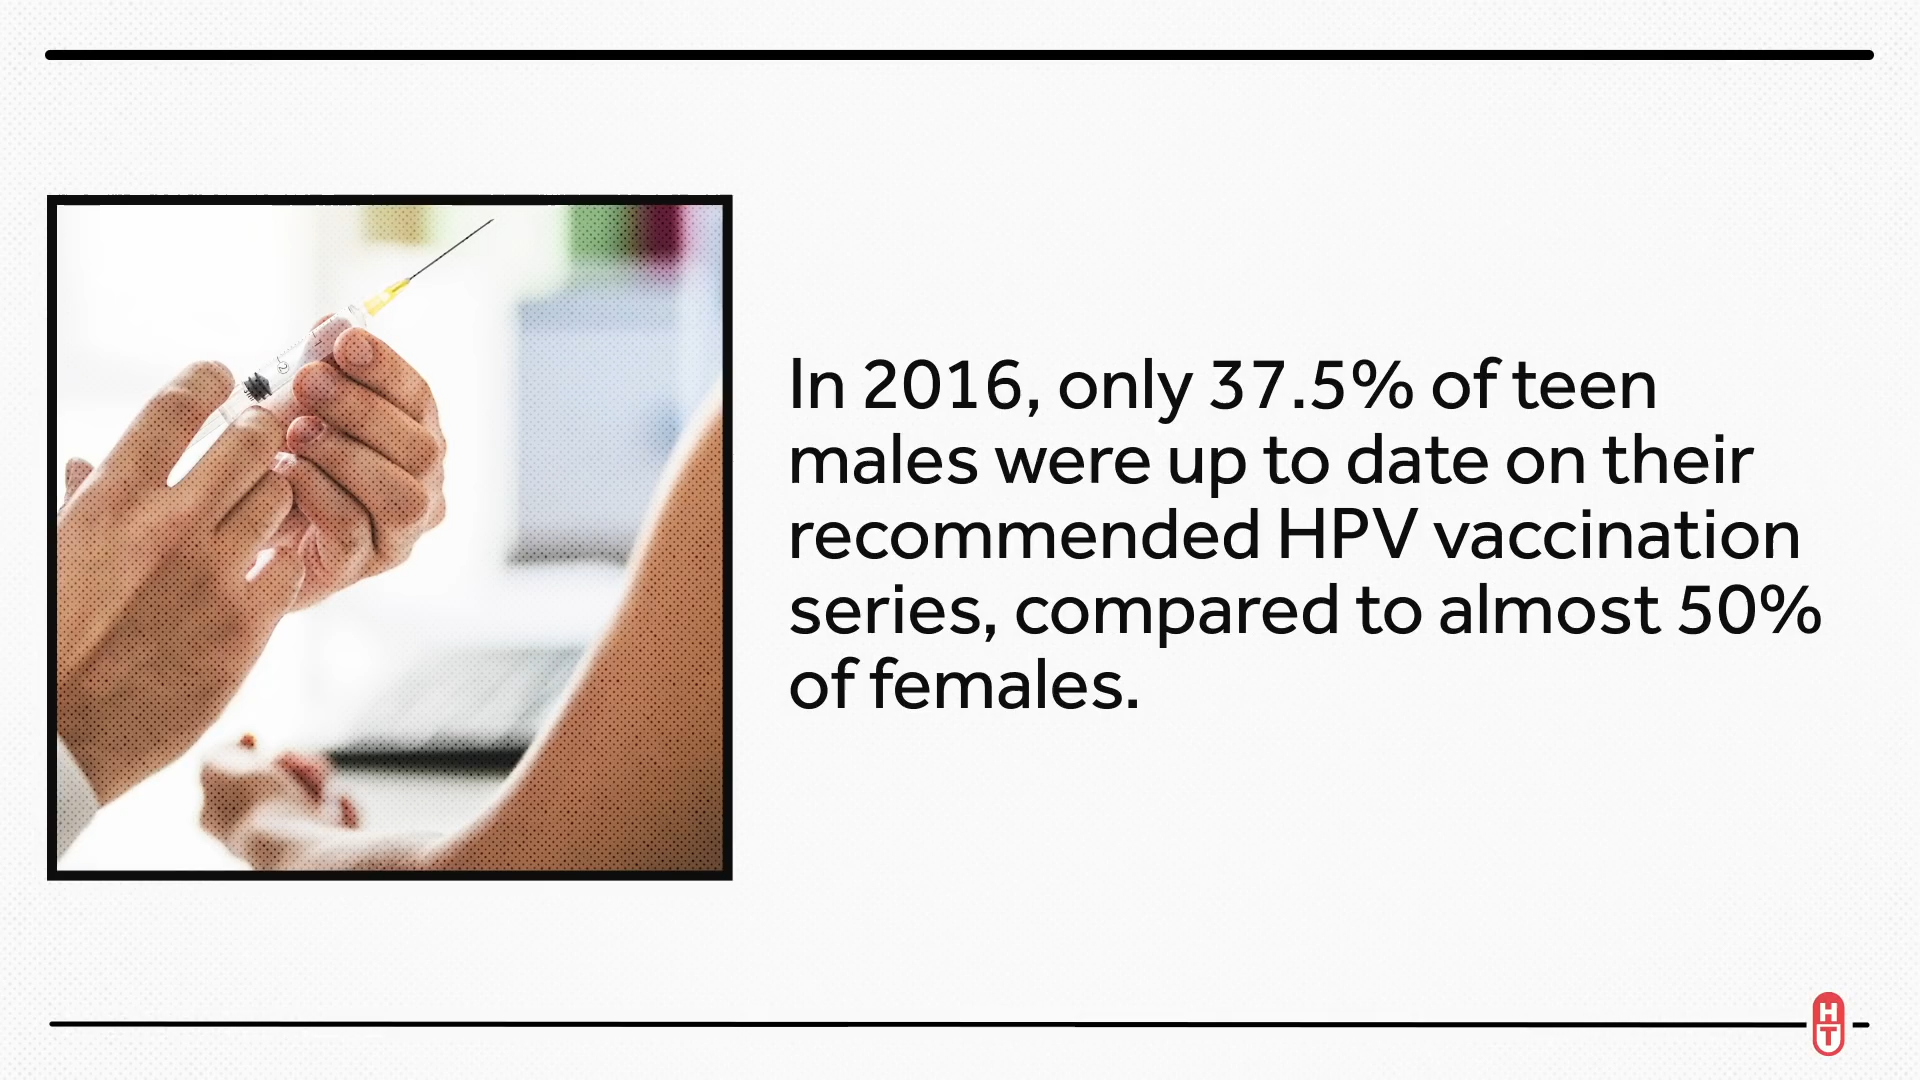 In 2016, only 37.5% of teen
males were up to date on their
recommended HPV vaccination
series, compared to almost 50%
of females.
H
T